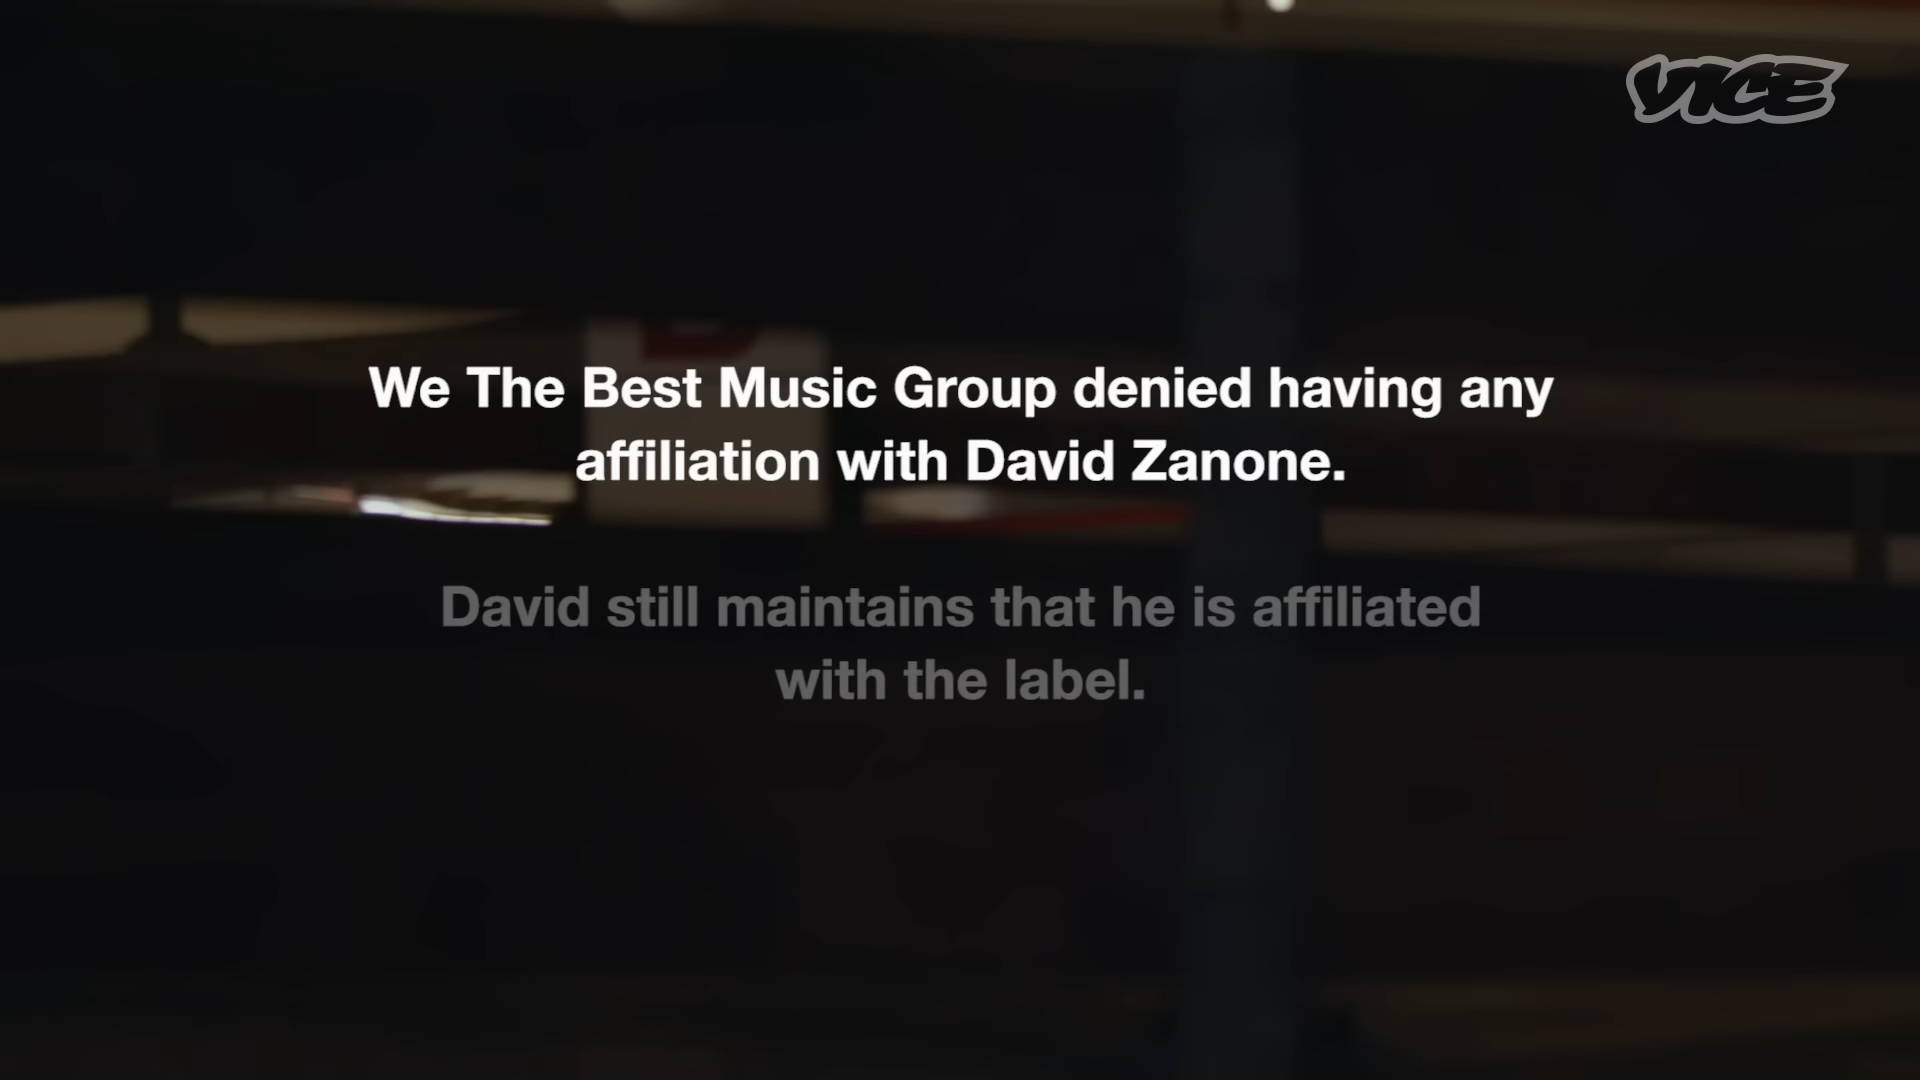 VICE
We The Best Music Group denied having any
affiliation with David Zanone.
David still maintains that he is affiliated
with the label.